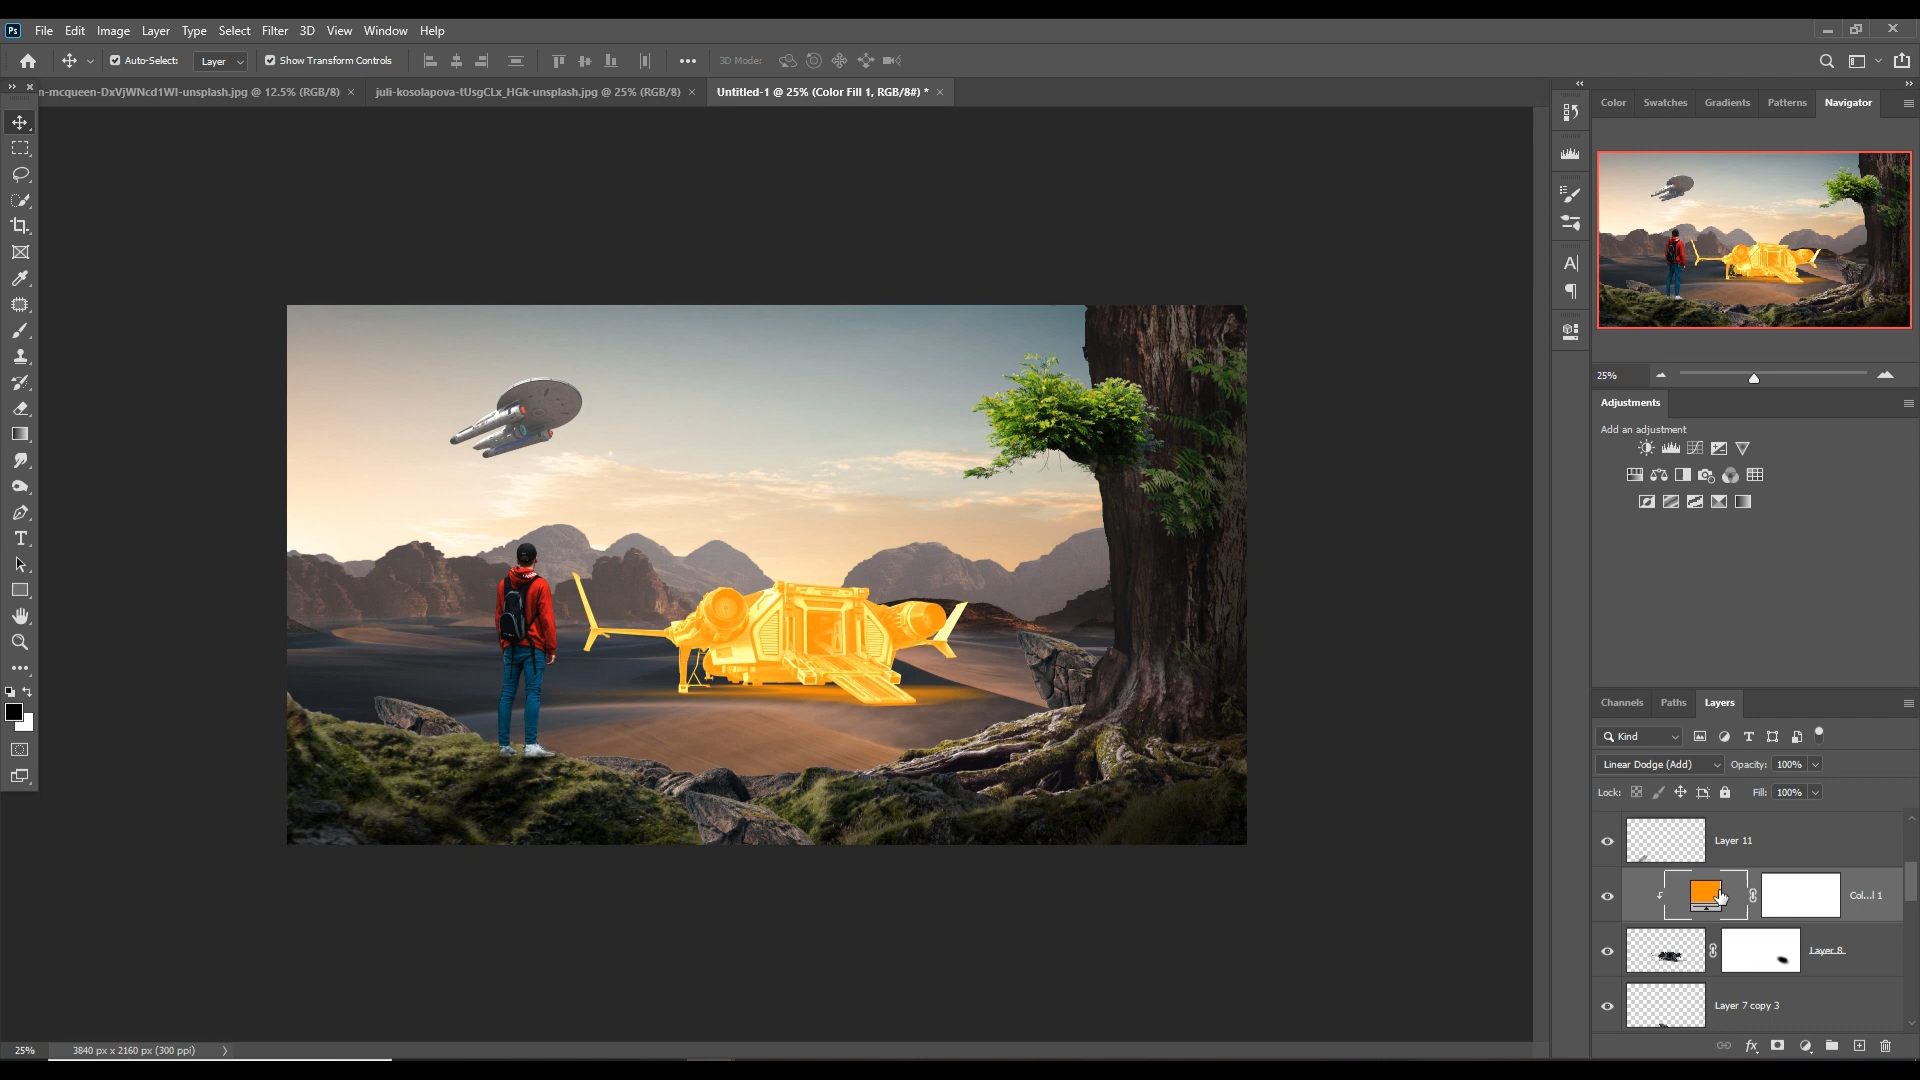 Ps File Edit Image Layer Type Select Filter 3D View Window Help
Auto-Select: Layer Show Transform Controls 3D Mode:
n-mcqueen-DxVjWNcd1WI-unsplash.jpg @ 12.5% (RGB/8) × juli-kosolapova-tUsgCLx_HGk-unsplash.jpg @ 25% (RGB/8) × Untitled-1 @ 25% (Color Fill 1, RGB/8#) * ×
Color Swatches Gradients Patterns Navigator
25%
Adjustments
Add an adjustment
Channels Paths Layers
Kind
Linear Dodge (Add) Opacity: 100%
Lock: Fill: 100%
Layer 11
Col...l 1
Layer 8
Layer 7 copy 3
25% 3840 px x 2160 px (300 ppi)